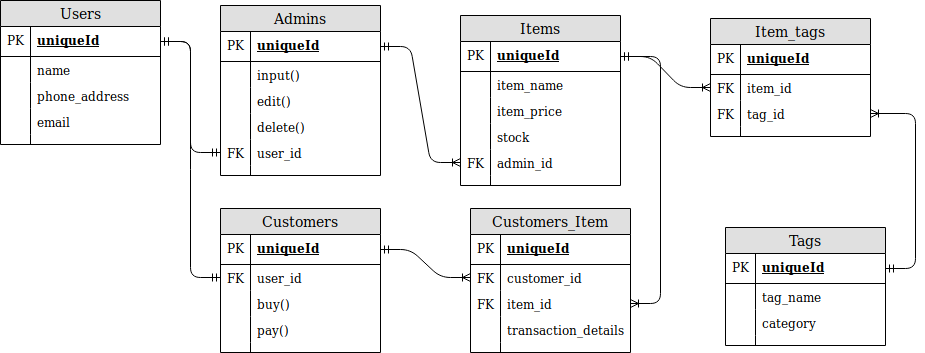 Users
PK uniqueId
name
phone_address
email
Admins
PK uniqueId
input()
edit()
delete()
FK user_id
Items
PK uniqueId
item_name
item_price
stock
FK admin_id
Item_tags
PK uniqueId
FK item_id
FK tag_id
Customers
PK uniqueId
FK user_id
buy()
pay()
Customers_Item
PK uniqueId
FK customer_id
FK item_id
transaction_details
Tags
PK uniqueId
tag_name
category